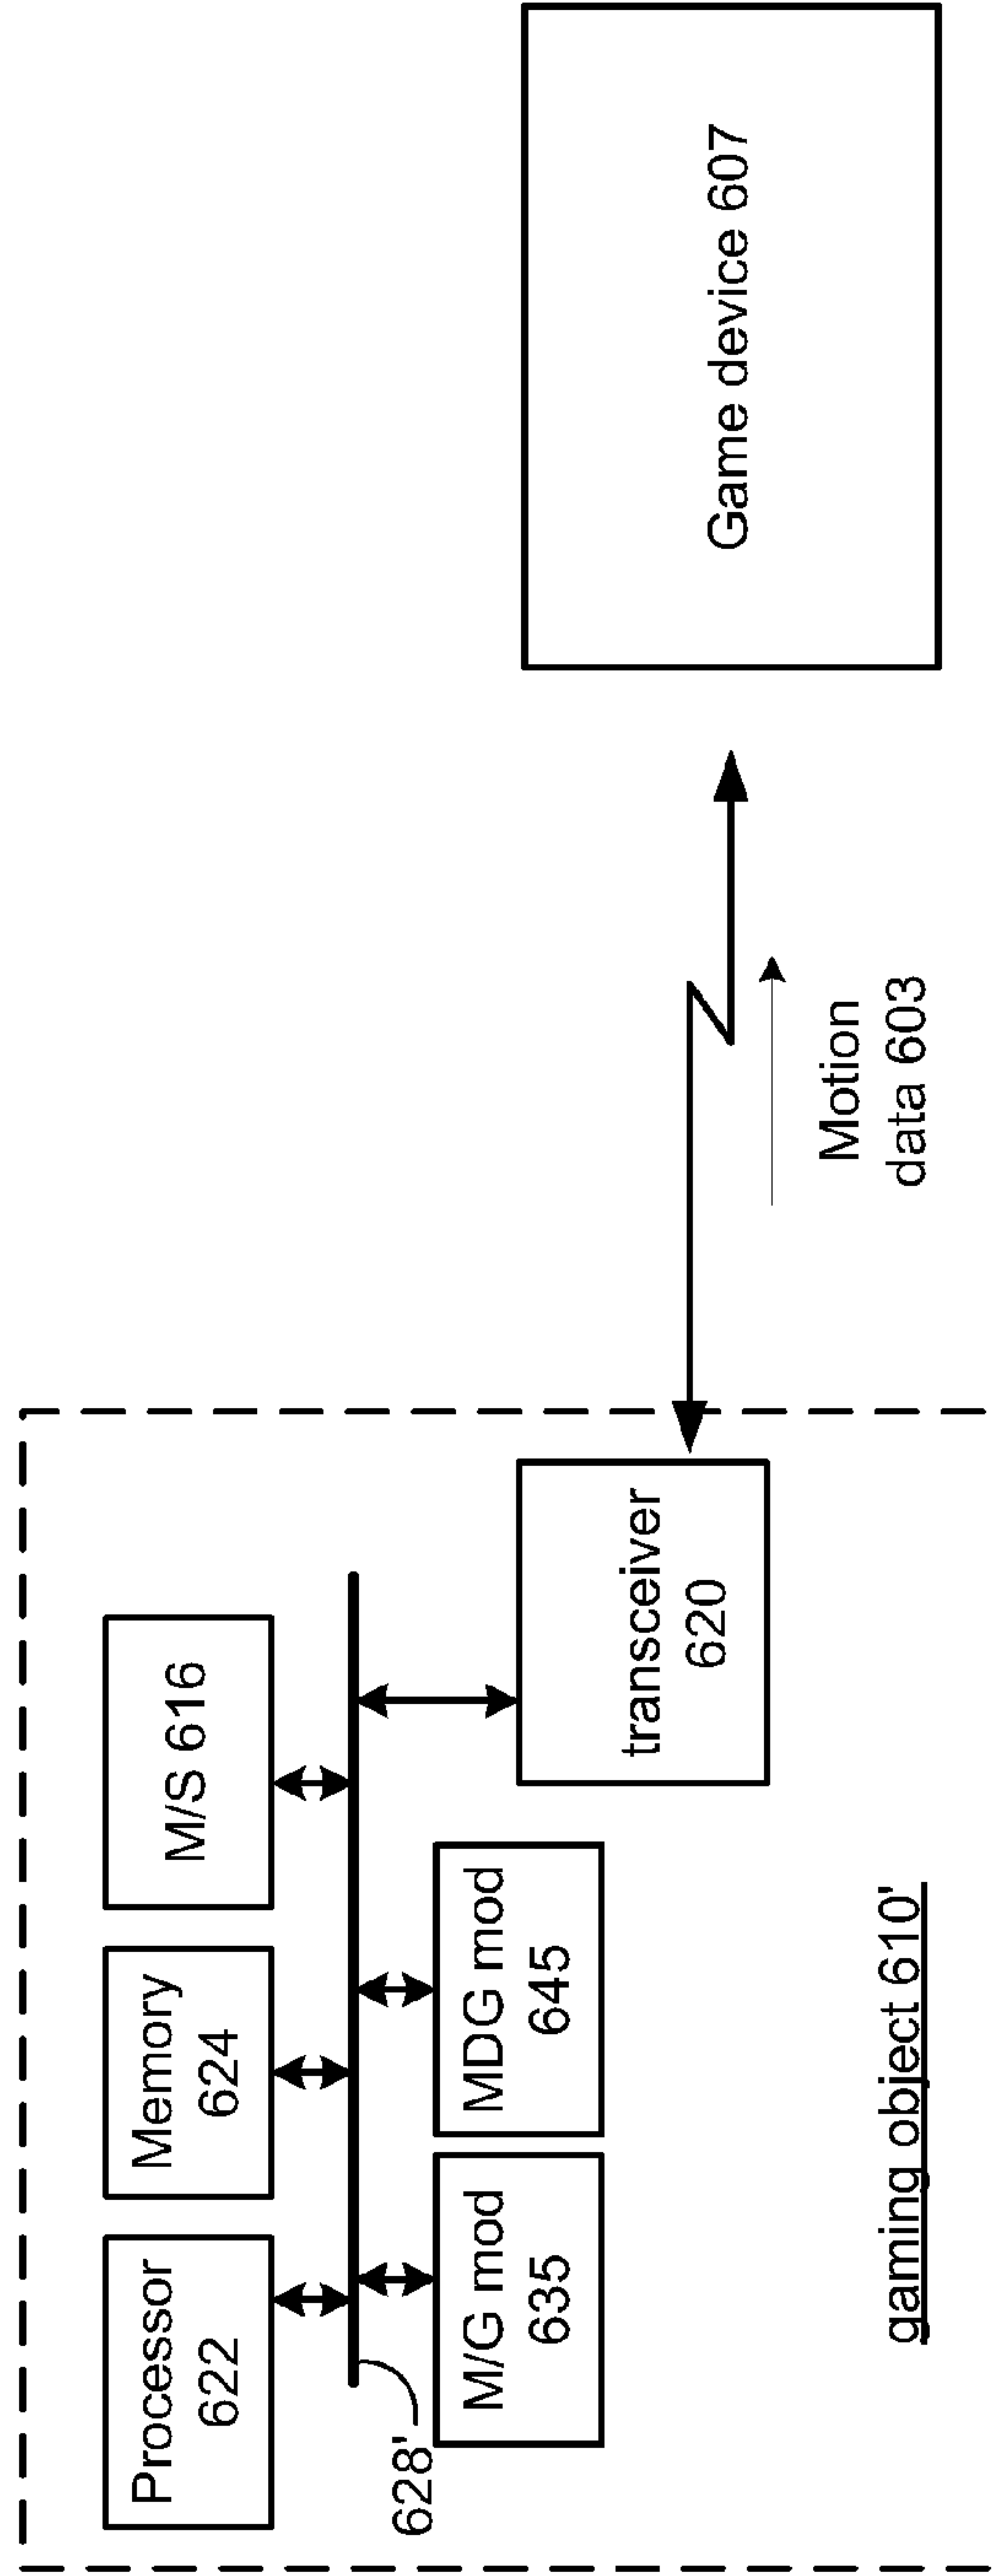 Processor
622
Memory
624
M/S 616
628'
M/G mod
635
MDG mod
645
transceiver
620
gaming object 610'
Motion
data 603
Game device 607